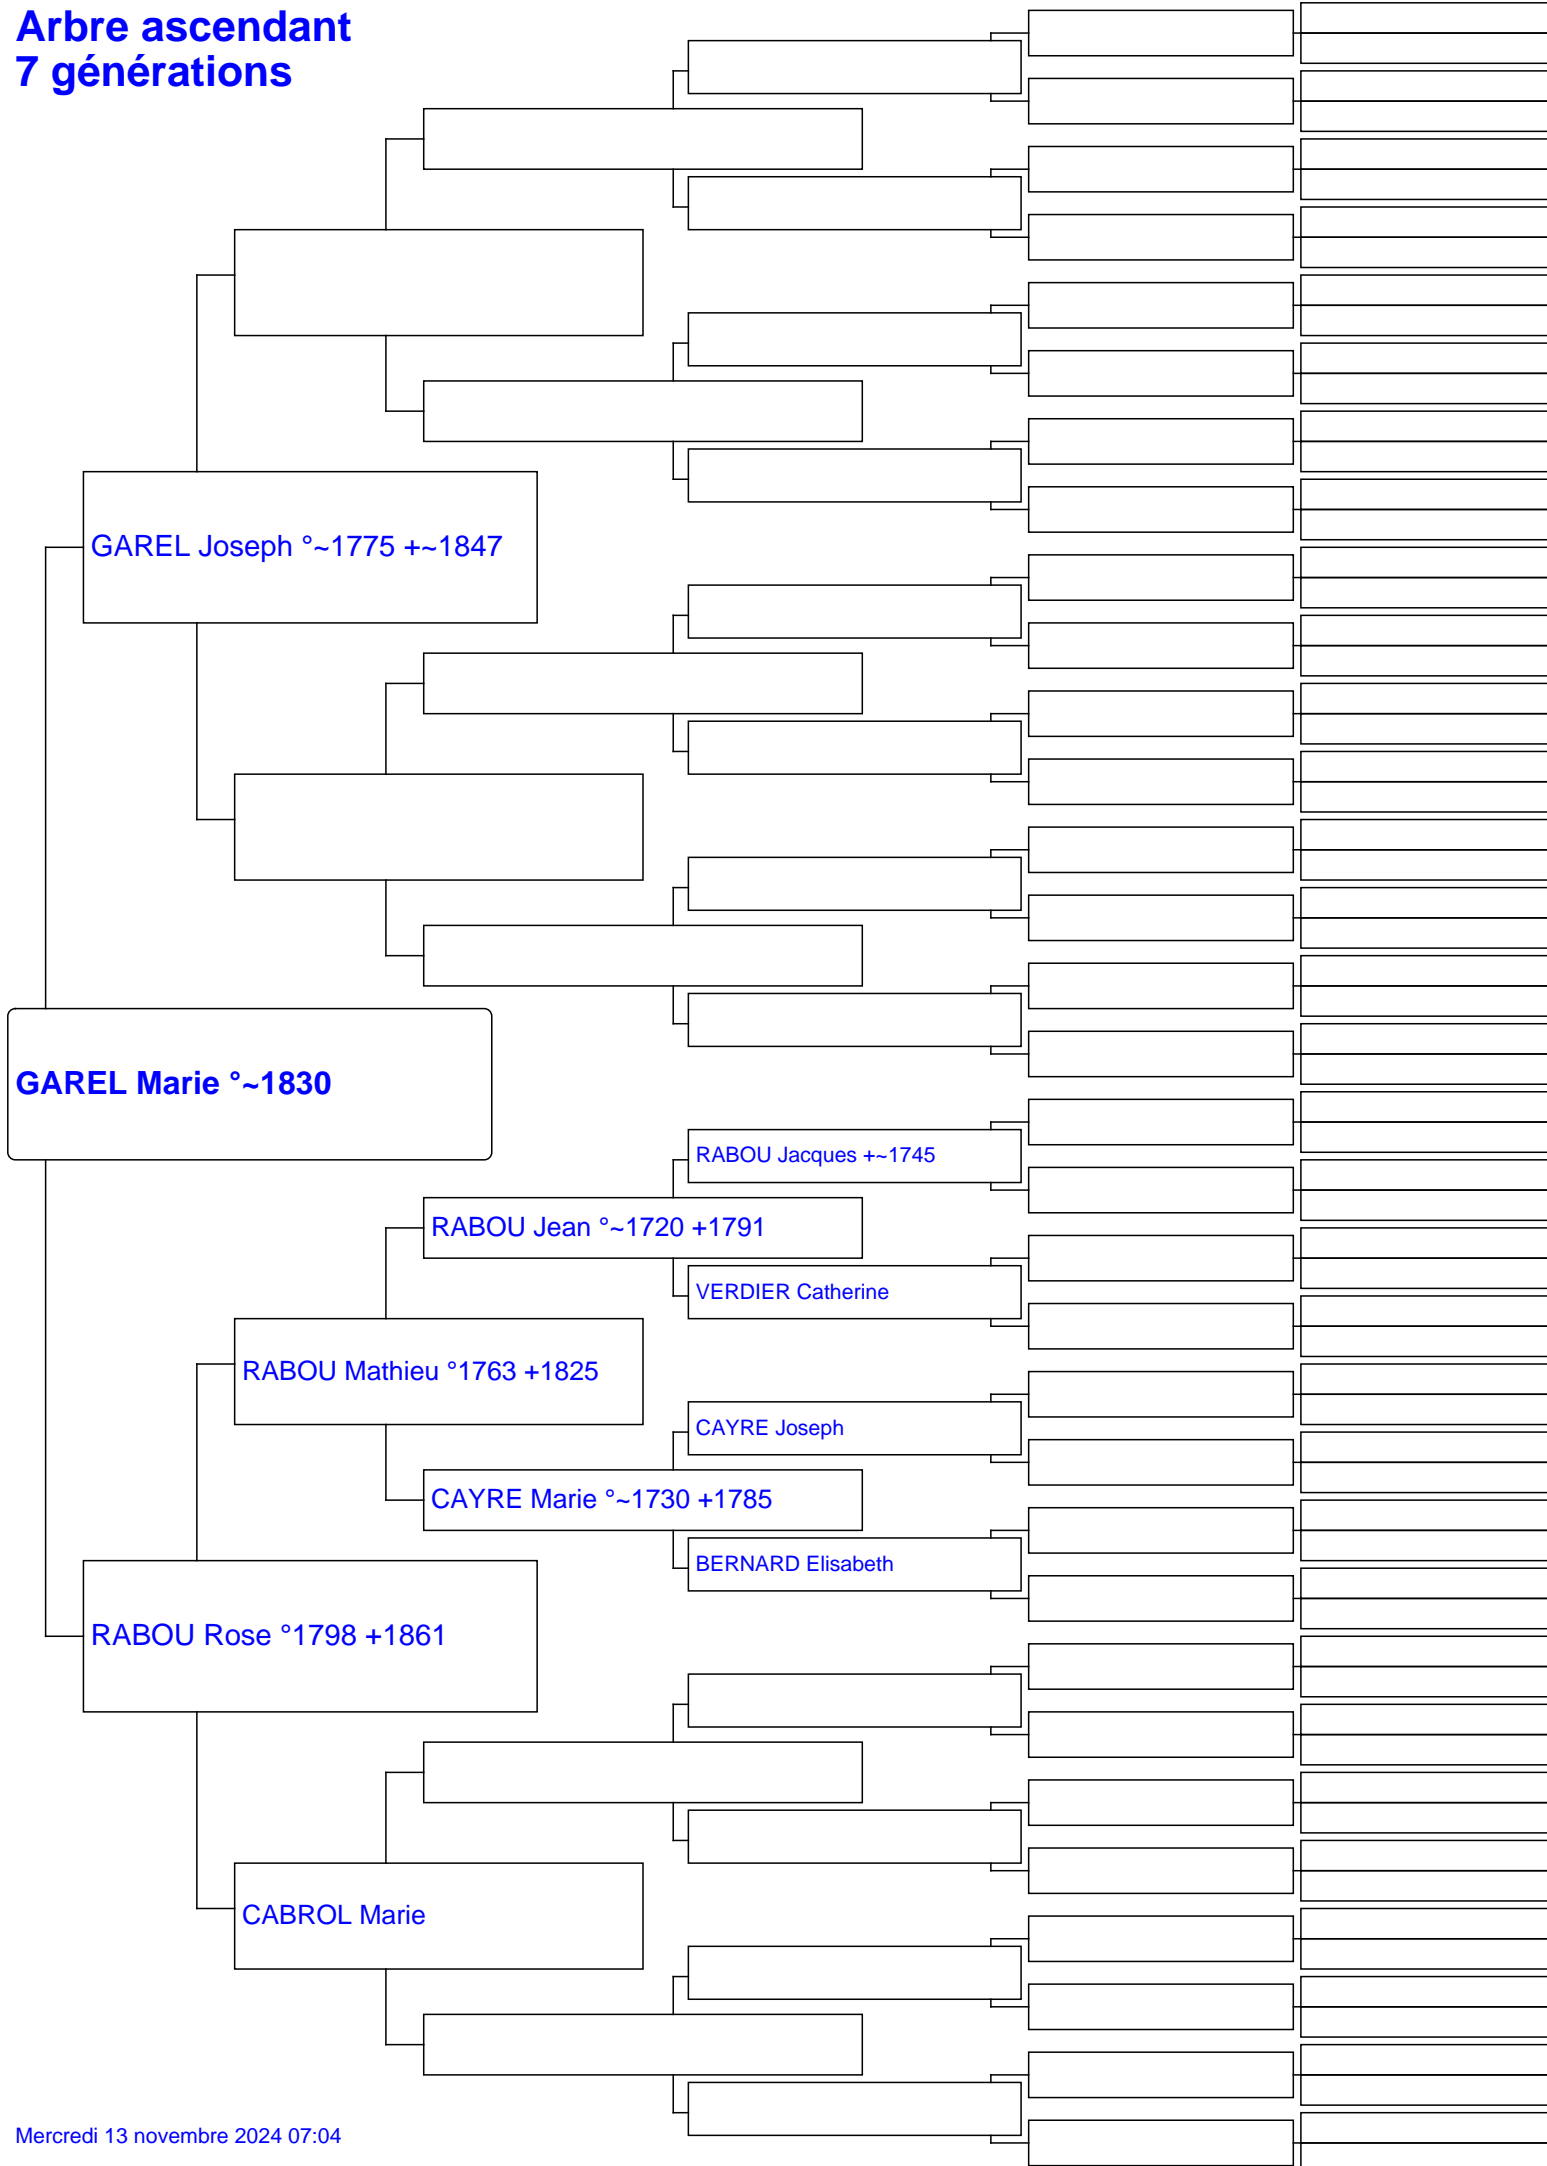 Arbre ascendant
7 générations
GAREL Joseph °~1775 +~1847
GAREL Marie °~1830
RABOU Jacques +~1745
RABOU Jean °~1720 +1791
VERDIER Catherine
RABOU Mathieu °1763 +1825
CAYRE Joseph
CAYRE Marie °~1730 +1785
BERNARD Elisabeth
RABOU Rose °1798 +1861
CABROL Marie
Mercredi 13 novembre 2024 07:04